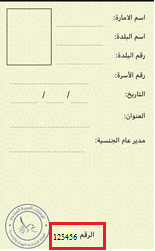 اسم الامارة:
اسم البلدة:
رقم البلدة:
رقم الأسرة:
التاريخ: / /
العنوان:
مدير عام الجنسية:
الرقم 123456